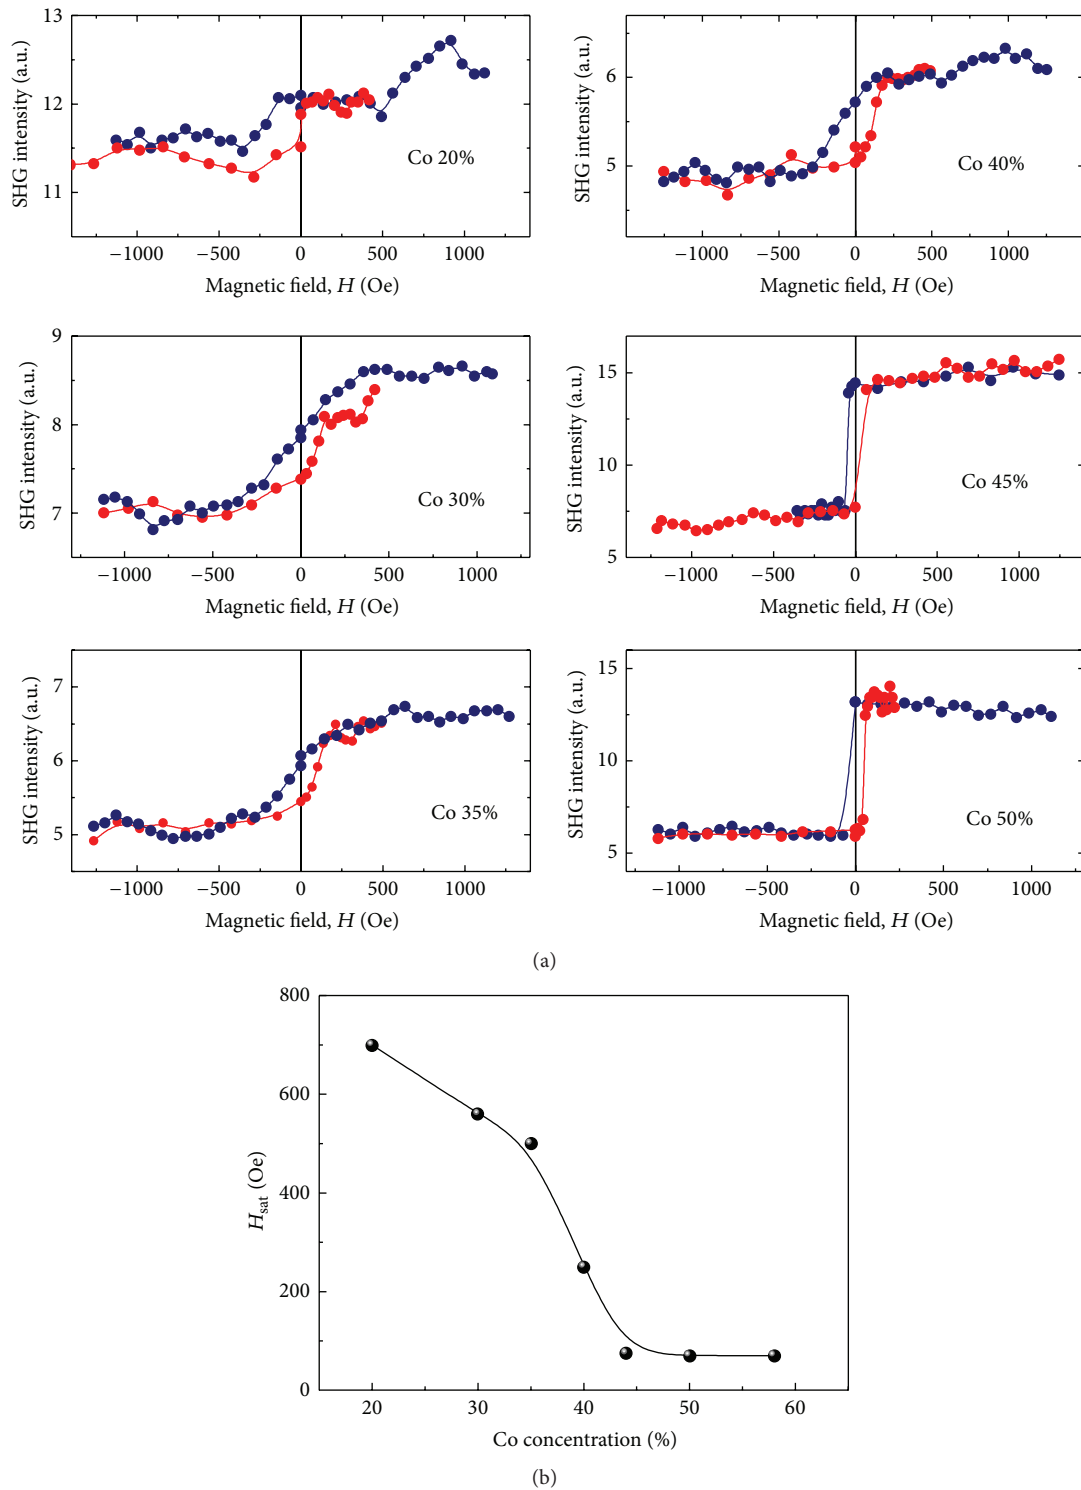 13
12
11
10
SHG intensity (a.u.)
Co 20%
−1000
−500
0
500
1000
Magnetic field, H (Oe)
6
5
SHG intensity (a.u.)
Co 40%
−1000
−500
0
500
1000
Magnetic field, H (Oe)
9
8
7
SHG intensity (a.u.)
Co 30%
−1000
−500
0
500
1000
Magnetic field, H (Oe)
15
10
5
SHG intensity (a.u.)
Co 45%
−1000
−500
0
500
1000
Magnetic field, H (Oe)
7
6
5
SHG intensity (a.u.)
Co 35%
−1000
−500
0
500
1000
Magnetic field, H (Oe)
15
10
5
SHG intensity (a.u.)
Co 50%
−1000
−500
0
500
1000
Magnetic field, H (Oe)
(a)
800
600
400
200
0
Hsat (Oe)
20
30
40
50
60
Co concentration (%)
(b)